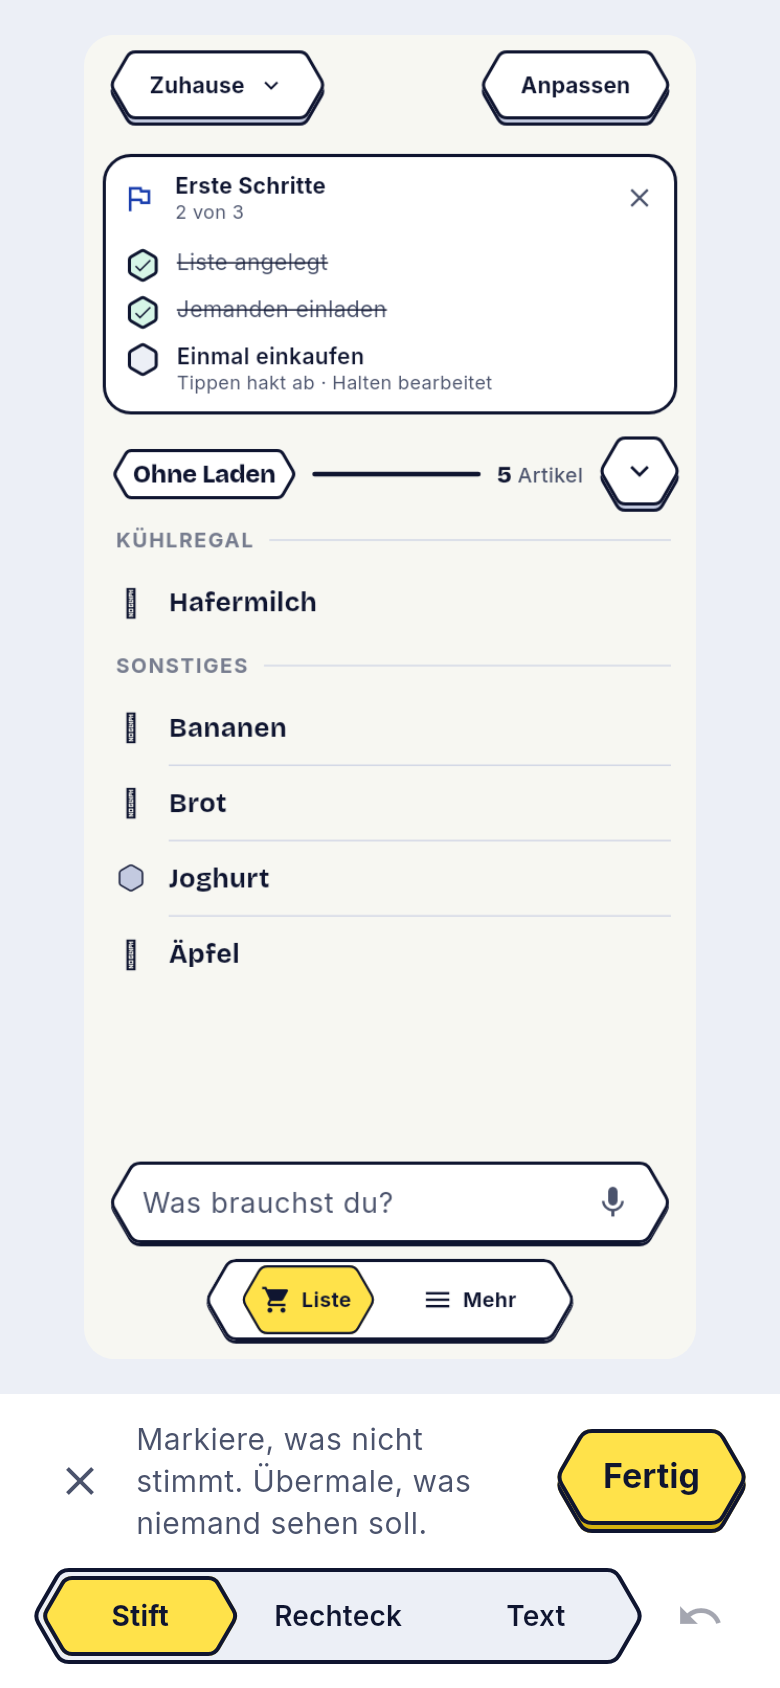 Zuhause
Anpassen
Erste Schritte
2 von 3
Liste angelegt
Jemanden einladen
Einmal einkaufen
Tippen hakt ab · Halten bearbeitet
Ohne Laden
5 Artikel
KÜHLREGAL
Hafermilch
SONSTIGES
Bananen
Brot
Joghurt
Äpfel
Was brauchst du?
Liste
Mehr
Markiere, was nicht
stimmt. Übermale, was
niemand sehen soll.
Fertig
Stift
Rechteck
Text